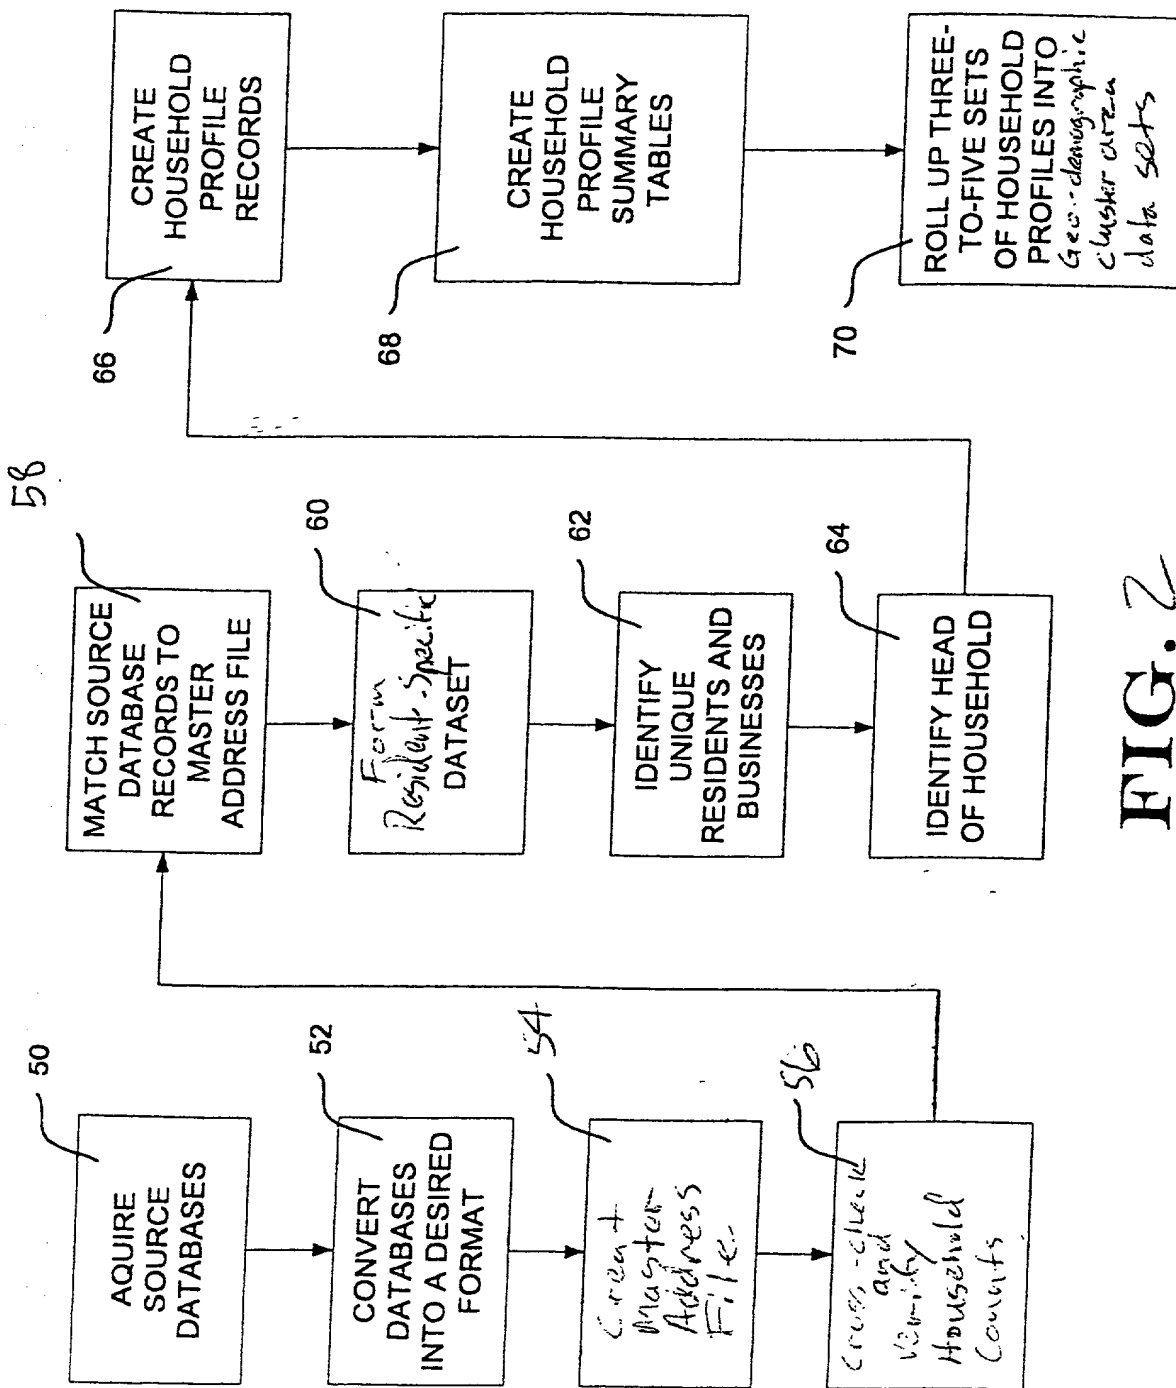 50
AQUIRE
SOURCE
DATABASES
52
CONVERT
DATABASES
INTO A DESIRED
FORMAT
54
Creat
Master
Address
File
56
Cross-check
and
Verify
Household
Counts
58
MATCH SOURCE
DATABASE
RECORDS TO
MASTER
ADDRESS FILE
60
Form
Resident-Specific
DATASET
62
IDENTIFY
UNIQUE
RESIDENTS AND
BUSINESSES
64
IDENTIFY HEAD
OF HOUSEHOLD
66
CREATE
HOUSEHOLD
PROFILE
RECORDS
68
CREATE
HOUSEHOLD
PROFILE
SUMMARY
TABLES
70
ROLL UP THREE-
TO-FIVE SETS
OF HOUSEHOLD
PROFILES INTO
Geo-demographic
cluster area
data sets
FIG. 2